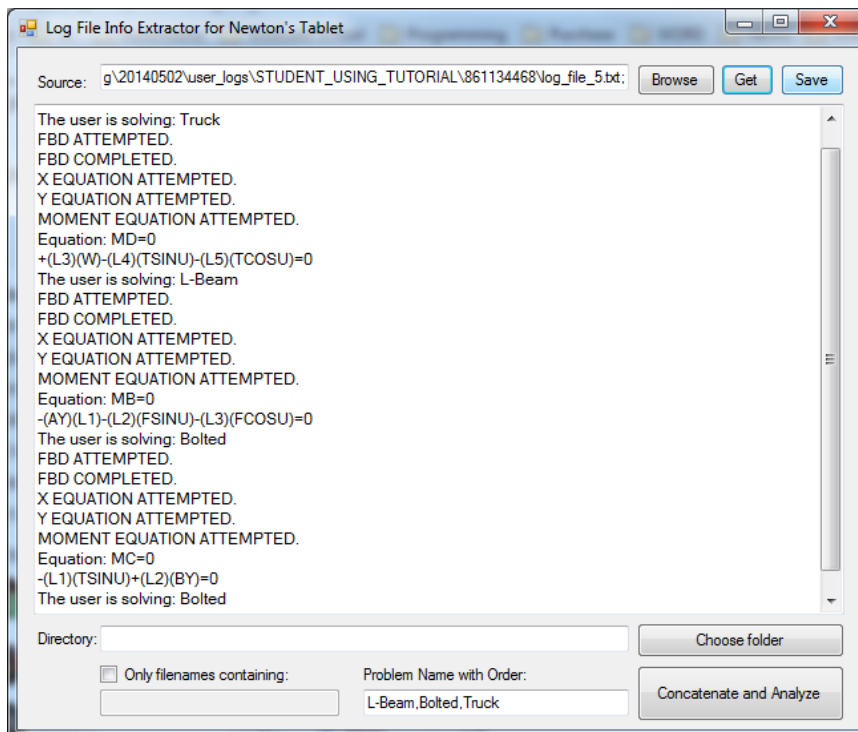 Log File Info Extractor for Newton's Tablet
Source: g\20140502\user_logs\STUDENT_USING_TUTORIAL\861134468\log_file_5.txt; Browse Get Save
The user is solving: Truck
FBD ATTEMPTED.
FBD COMPLETED.
X EQUATION ATTEMPTED.
Y EQUATION ATTEMPTED.
MOMENT EQUATION ATTEMPTED.
Equation: MD=0
+(L3)(W)-(L4)(TSINU)-(L5)(TCOSU)=0
The user is solving: L-Beam
FBD ATTEMPTED.
FBD COMPLETED.
X EQUATION ATTEMPTED.
Y EQUATION ATTEMPTED.
MOMENT EQUATION ATTEMPTED.
Equation: MB=0
-(AY)(L1)-(L2)(FSINU)-(L3)(FCOSU)=0
The user is solving: Bolted
FBD ATTEMPTED.
FBD COMPLETED.
X EQUATION ATTEMPTED.
Y EQUATION ATTEMPTED.
MOMENT EQUATION ATTEMPTED.
Equation: MC=0
-(L1)(TSINU)+(L2)(BY)=0
The user is solving: Bolted
Directory: Choose folder
Only filenames containing: Problem Name with Order:
L-Beam,Bolted,Truck Concatenate and Analyze